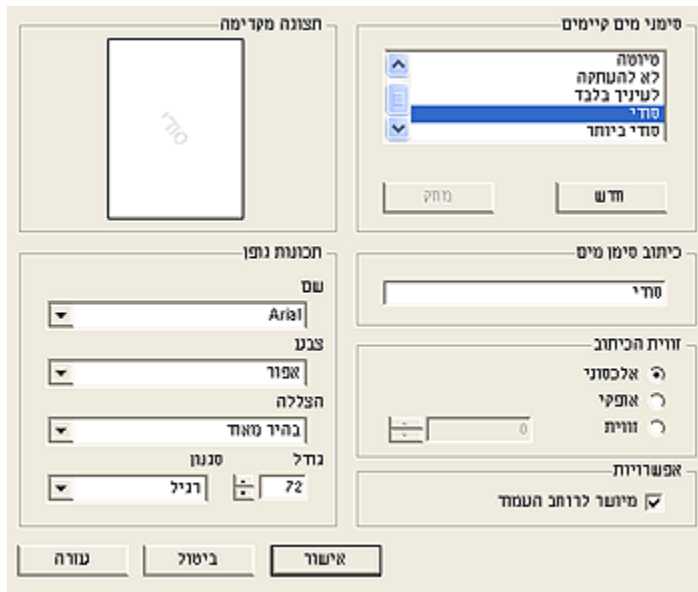 סימני מים קיימים
טיוטה
לא להעתקה
לעיניך בלבד
סודי
סודי ביותר
חדש
מחק
כיתוב סימן מים
סודי
זווית הכיתוב
אלכסוני
אופקי
זווית
0
אפשרויות
מיושר לרוחב העמוד
תצוגה מקדימה
סודי
תכונות גופן
שם
Arial
צבע
אפור
הצללה
בהיר מאוד
גודל סגנון
72 רגיל
אישור ביטול עזרה